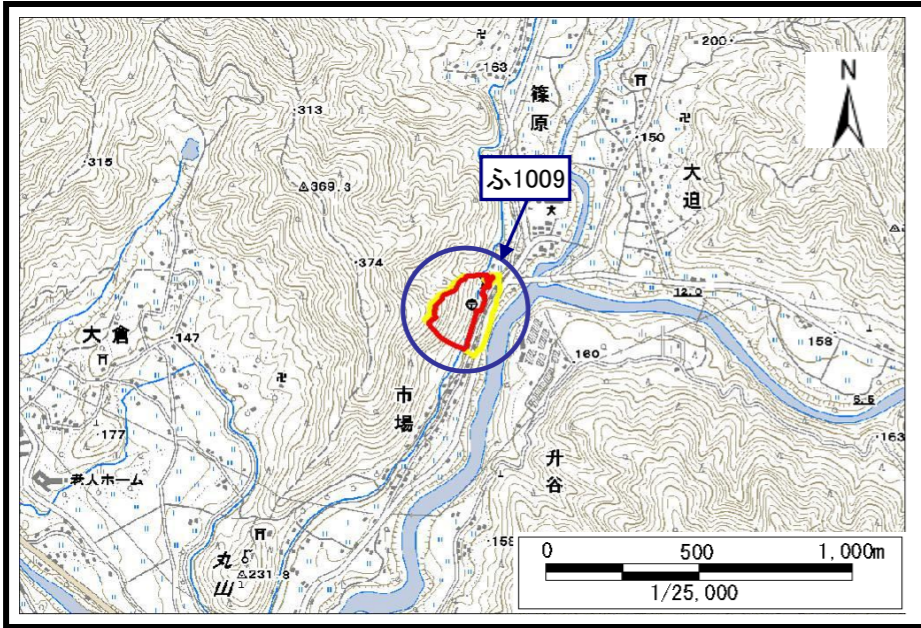 200
163
N
篠原
・313
150
・315
大迫
ふ1009
369.3
・374
12.0
大倉
147
158
160
市場
5.5
・177
・163
升谷
老人ホーム
丸山
231.8
0 500 1,000m
1/25,000